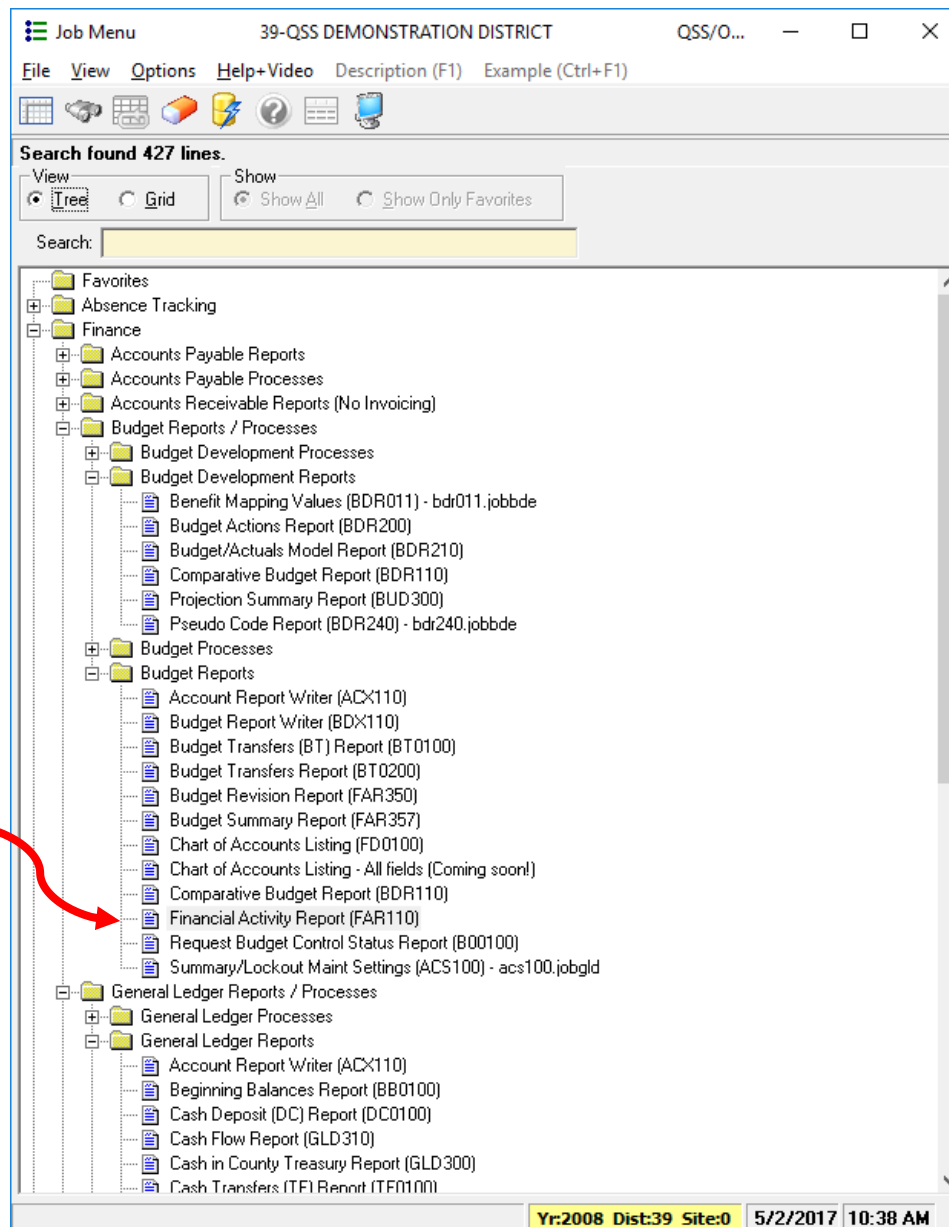 Job Menu 39-QSS DEMONSTRATION DISTRICT QSS/O...
File View Options Help+Video Description (F1) Example (Ctrl+F1)
Search found 427 lines.
View Show
Tree Grid Show All Show Only Favorites
Search:
Favorites
Absence Tracking
Finance
Accounts Payable Reports
Accounts Payable Processes
Accounts Receivable Reports (No Invoicing)
Budget Reports / Processes
Budget Development Processes
Budget Development Reports
Benefit Mapping Values (BDR011) - bdr011.jobbde
Budget Actions Report (BDR200)
Budget/Actuals Model Report (BDR210)
Comparative Budget Report (BDR110)
Projection Summary Report (BUD300)
Pseudo Code Report (BDR240) - bdr240.jobbde
Budget Processes
Budget Reports
Account Report Writer (ACX110)
Budget Report Writer (BDX110)
Budget Transfers (BT) Report (BT0100)
Budget Transfers Report (BT0200)
Budget Revision Report (FAR350)
Budget Summary Report (FAR357)
Chart of Accounts Listing (FD0100)
Chart of Accounts Listing - All fields (Coming soon!)
Comparative Budget Report (BDR110)
Financial Activity Report (FAR110)
Request Budget Control Status Report (B00100)
Summary/Lockout Maint Settings (ACS100) - acs100.jobgld
General Ledger Reports / Processes
General Ledger Processes
General Ledger Reports
Account Report Writer (ACX110)
Beginning Balances Report (BB0100)
Cash Deposit (DC) Report (DC0100)
Cash Flow Report (GLD310)
Cash in County Treasury Report (GLD300)
Cash Transfers (TF) Report (TF0100)
Yr:2008 Dist:39 Site:0 5/2/2017 10:38 AM